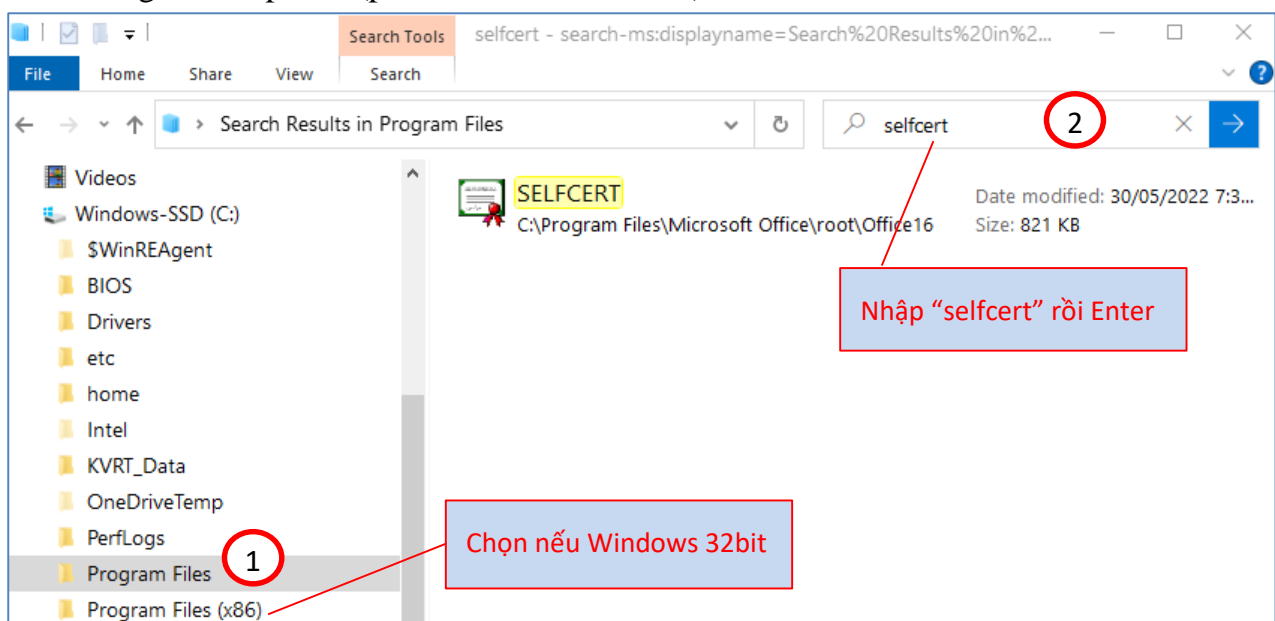 Search Tools
selfcert - search-ms:displayname=Search%20Results%20in%2...
File Home Share View Search
Search Results in Program Files
selfcert
2
Videos
Windows-SSD (C:)
$WinREAgent
BIOS
Drivers
etc
home
Intel
KVRT_Data
OneDriveTemp
PerfLogs
Program Files
1
Program Files (x86)
SELFCERT
C:\Program Files\Microsoft Office\root\Office16
Date modified: 30/05/2022 7:3...
Size: 821 KB
Nhập “selfcert” rồi Enter
Chọn nếu Windows 32bit